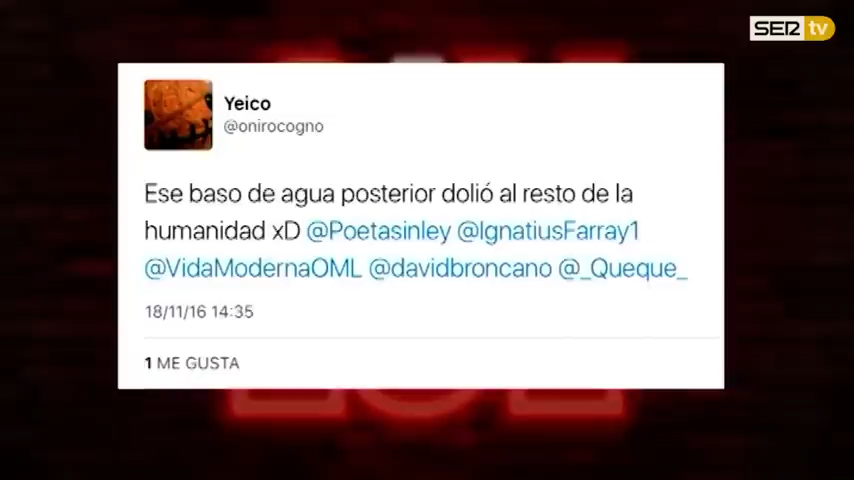 SER tv
Yeico
@onirocogno
Ese baso de agua posterior dolió al resto de la
humanidad xD @Poetasinley @IgnatiusFarray1
@VidaModernaOML @davidbroncano @_Queque_
18/11/16 14:35
1 ME GUSTA